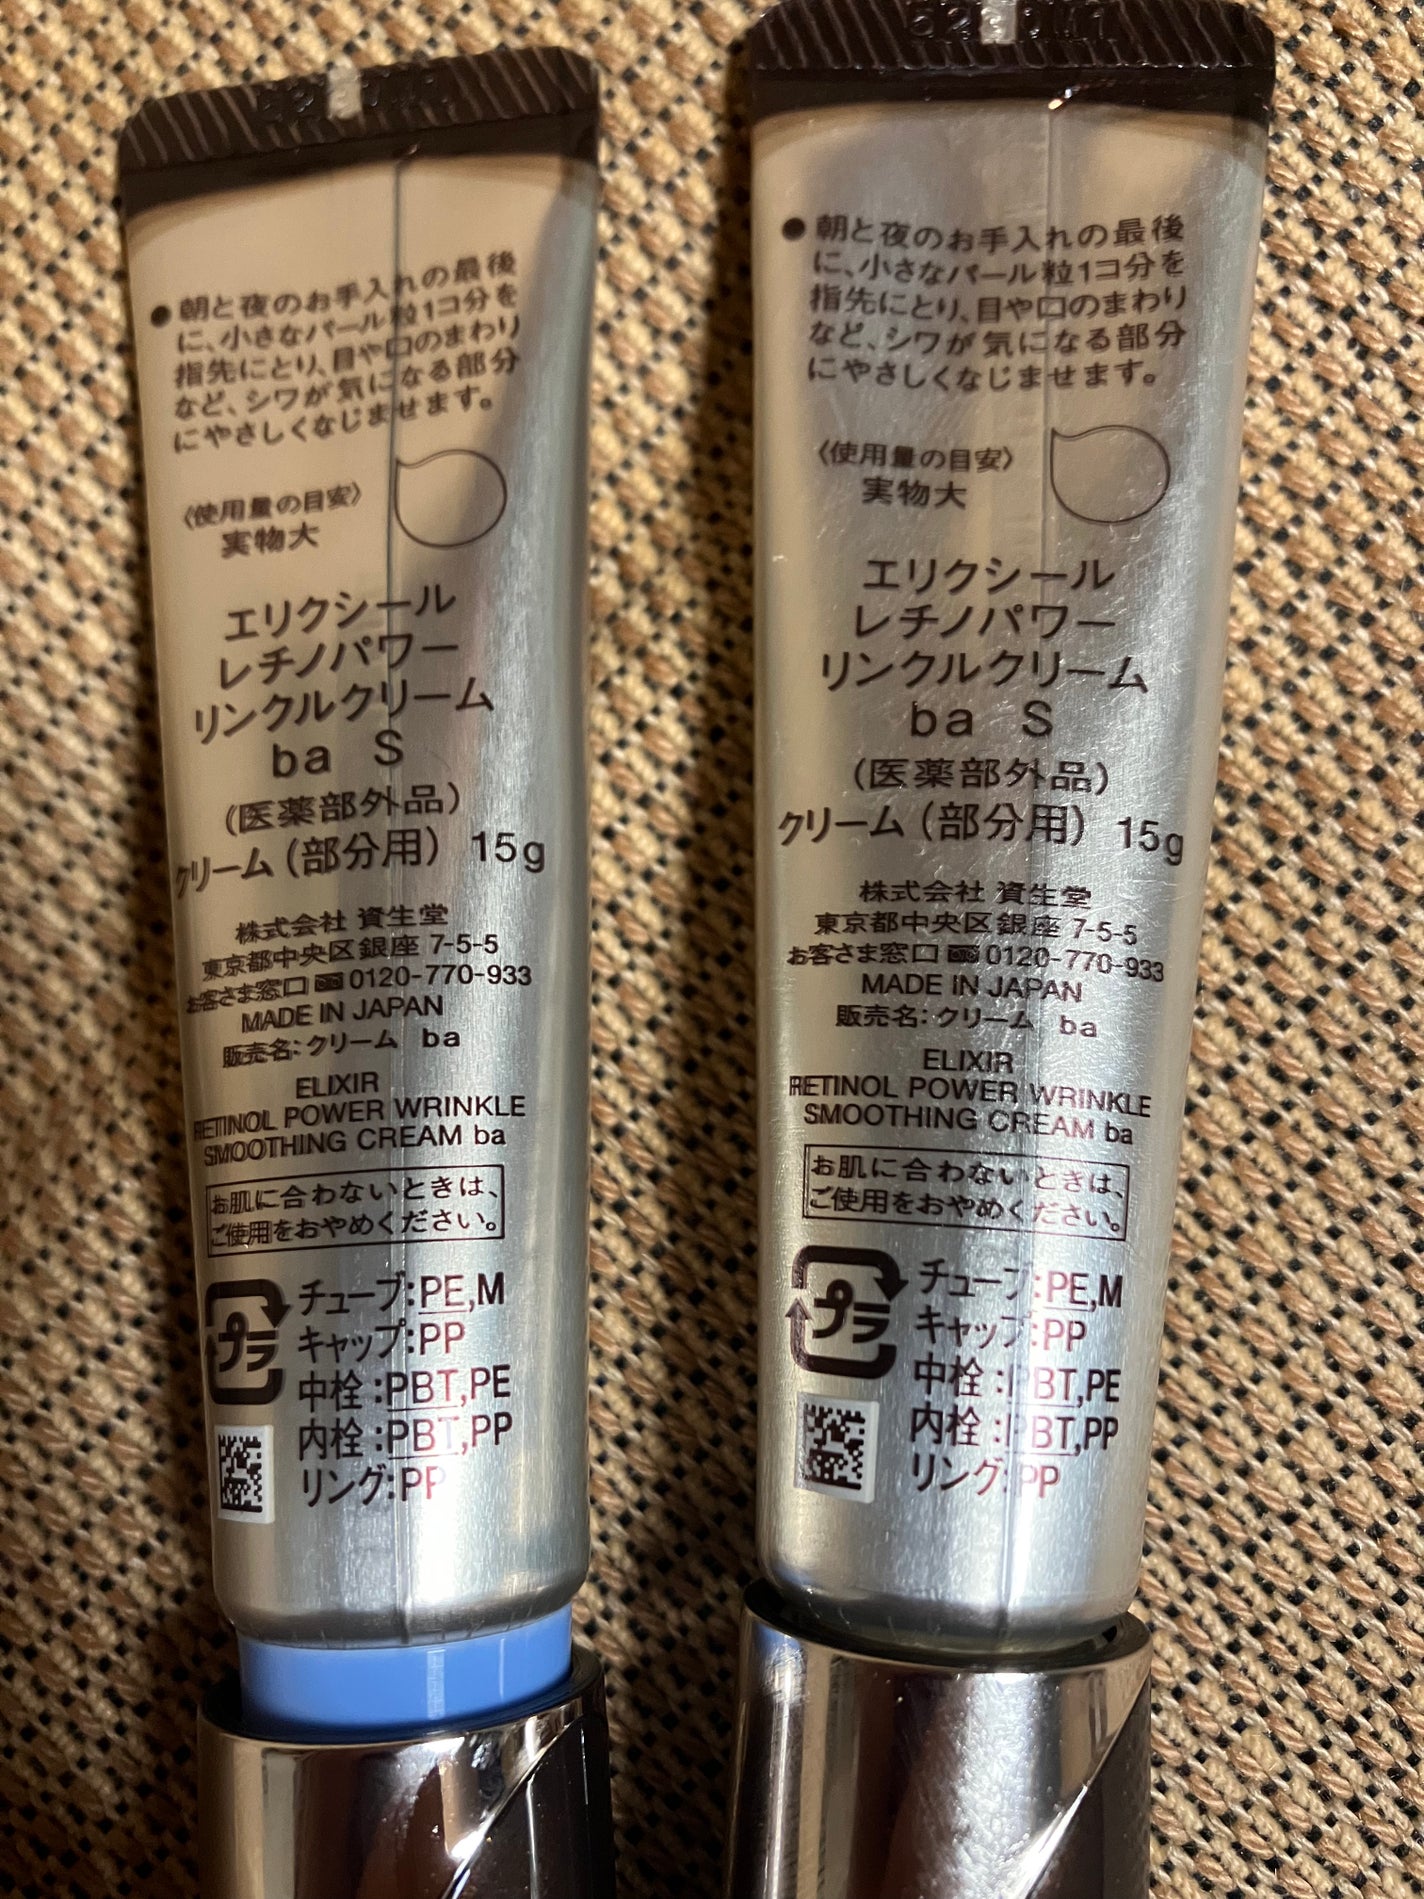 ●朝と夜のお手入れの最後
に、小さなパール粒1コ分を
指先にとり、目や口のまわり
など、シワが気になる部分
にやさしくなじませます。
〈使用量の目安〉
実物大
エリクシール
レチノパワー
リンクルクリーム
ba S
(医薬部外品)
クリーム(部分用) 15g
株式会社 資生堂
東京都中央区銀座 7-5-5
お客さま窓口 0120-770-933
MADE IN JAPAN
販売名:クリーム ba
ELIXIR
RETINOL POWER WRINKLE
SMOOTHING CREAM ba
お肌に合わないときは、
ご使用をおやめください。
プラ
チューブ:PE,M
キャップ:PP
中栓:PBT,PE
内栓:PBT,PP
リング:PP
●朝と夜のお手入れの最後
に、小さなパール粒1コ分を
指先にとり、目や口のまわり
など、シワが気になる部分
にやさしくなじませます。
〈使用量の目安〉
実物大
エリクシール
レチノパワー
リンクルクリーム
ba S
(医薬部外品)
クリーム(部分用) 15g
株式会社 資生堂
東京都中央区銀座 7-5-5
お客さま窓口 0120-770-933
MADE IN JAPAN
販売名:クリーム ba
ELIXIR
RETINOL POWER WRINKLE
SMOOTHING CREAM ba
お肌に合わないときは、
ご使用をおやめください。
プラ
チューブ:PE,M
キャップ:PP
中栓:PBT,PE
内栓:PBT,PP
リング:PP